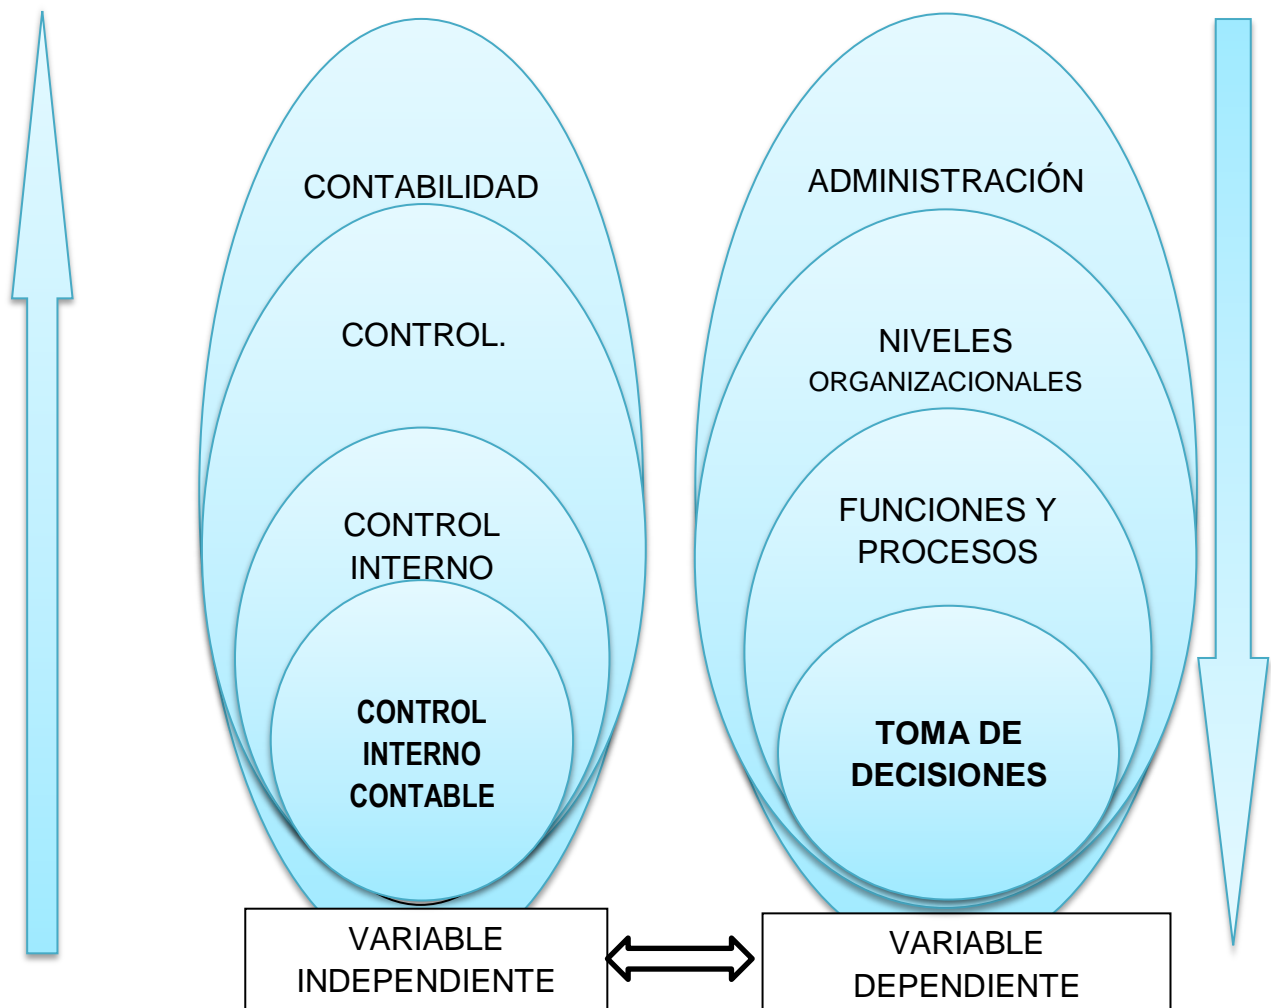 CONTABILIDAD
CONTROL.
CONTROL
INTERNO
CONTROL
INTERNO
CONTABLE
VARIABLE
INDEPENDIENTE
ADMINISTRACIÓN
NIVELES
ORGANIZACIONALES
FUNCIONES Y
PROCESOS
TOMA DE
DECISIONES
VARIABLE
DEPENDIENTE